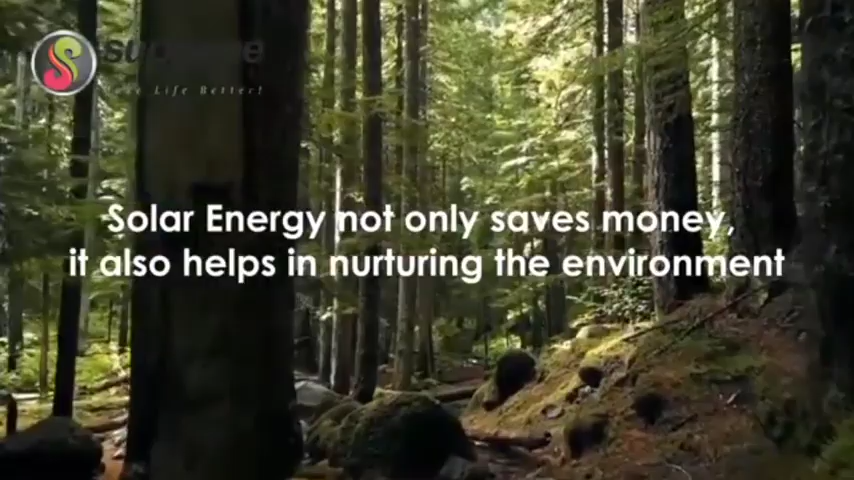 Life Better!
Solar Energy not only saves money,
it also helps in nurturing the environment